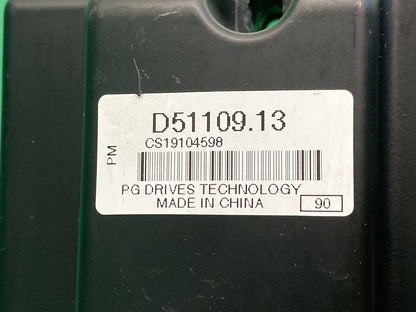 D51109.13
CS19104598
PM
PG DRIVES TECHNOLOGY
MADE IN CHINA
90